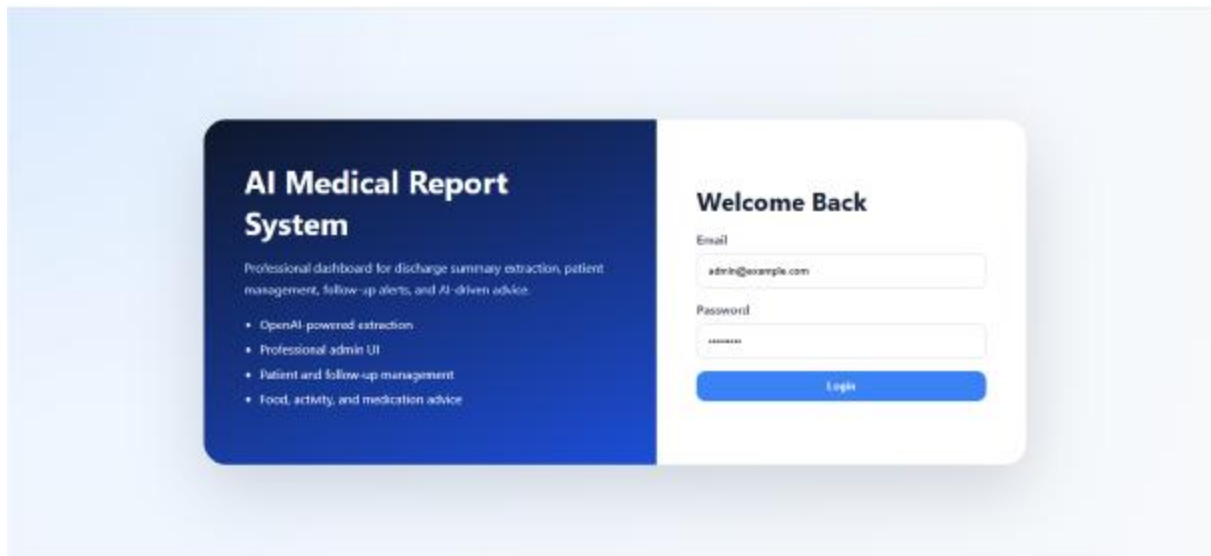 AI Medical Report
System
Professional dashboard for discharge summary extraction, patient
management, follow-up alerts, and AI-driven advice.
• OpenAI-powered extraction
• Professional admin UI
• Patient and follow-up management
• Food, activity, and medication advice
Welcome Back
Email
admin@example.com
Password
•••••••••
Login